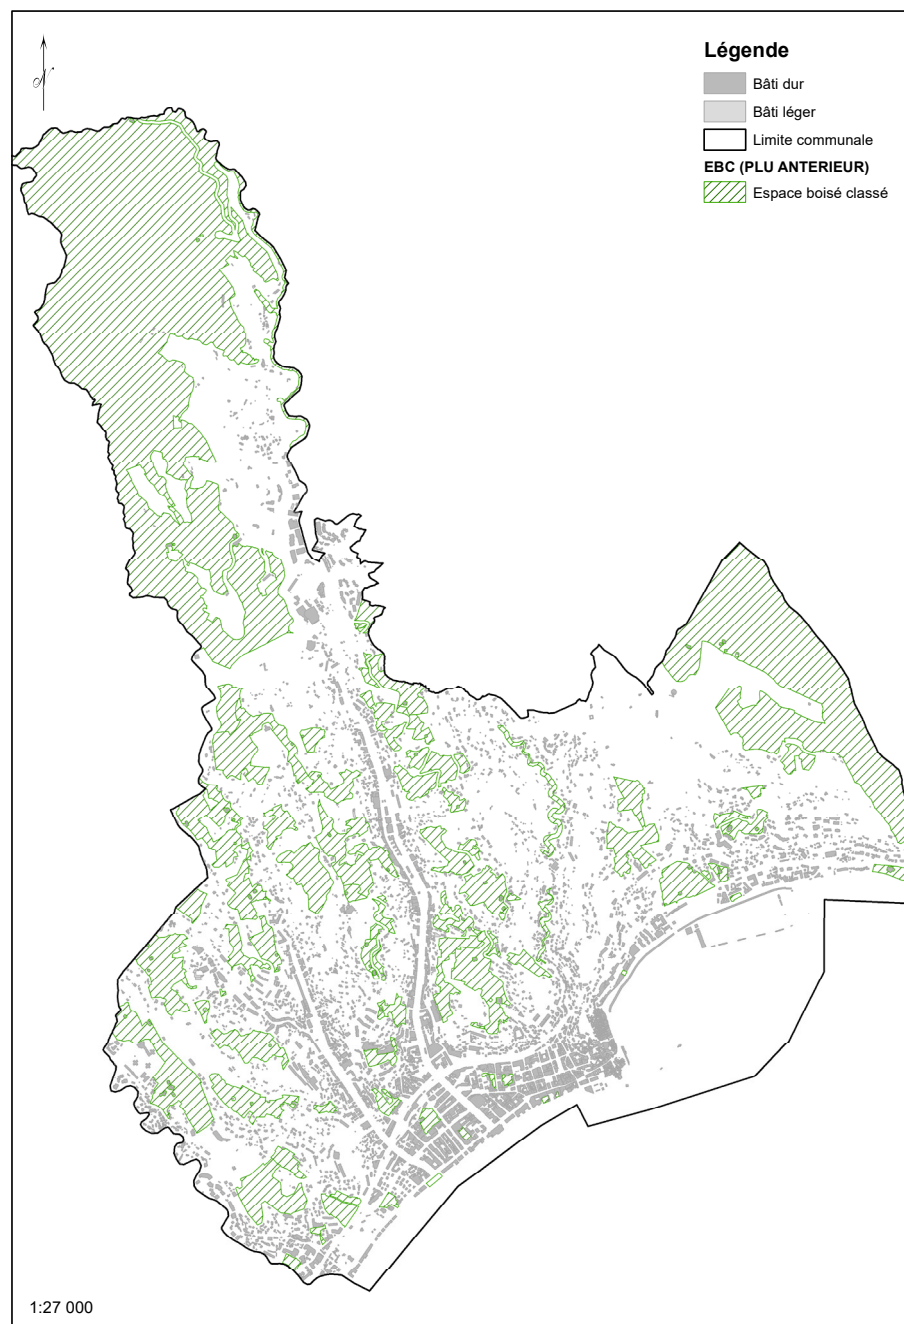 N
Légende
Bâti dur
Bâti léger
Limite communale
EBC (PLU ANTERIEUR)
Espace boisé classé
1:27 000